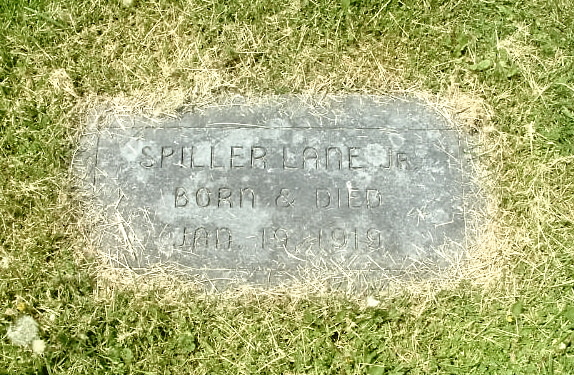 SPILLER LANE JR.
BORN & DIED
JAN. 19, 1919